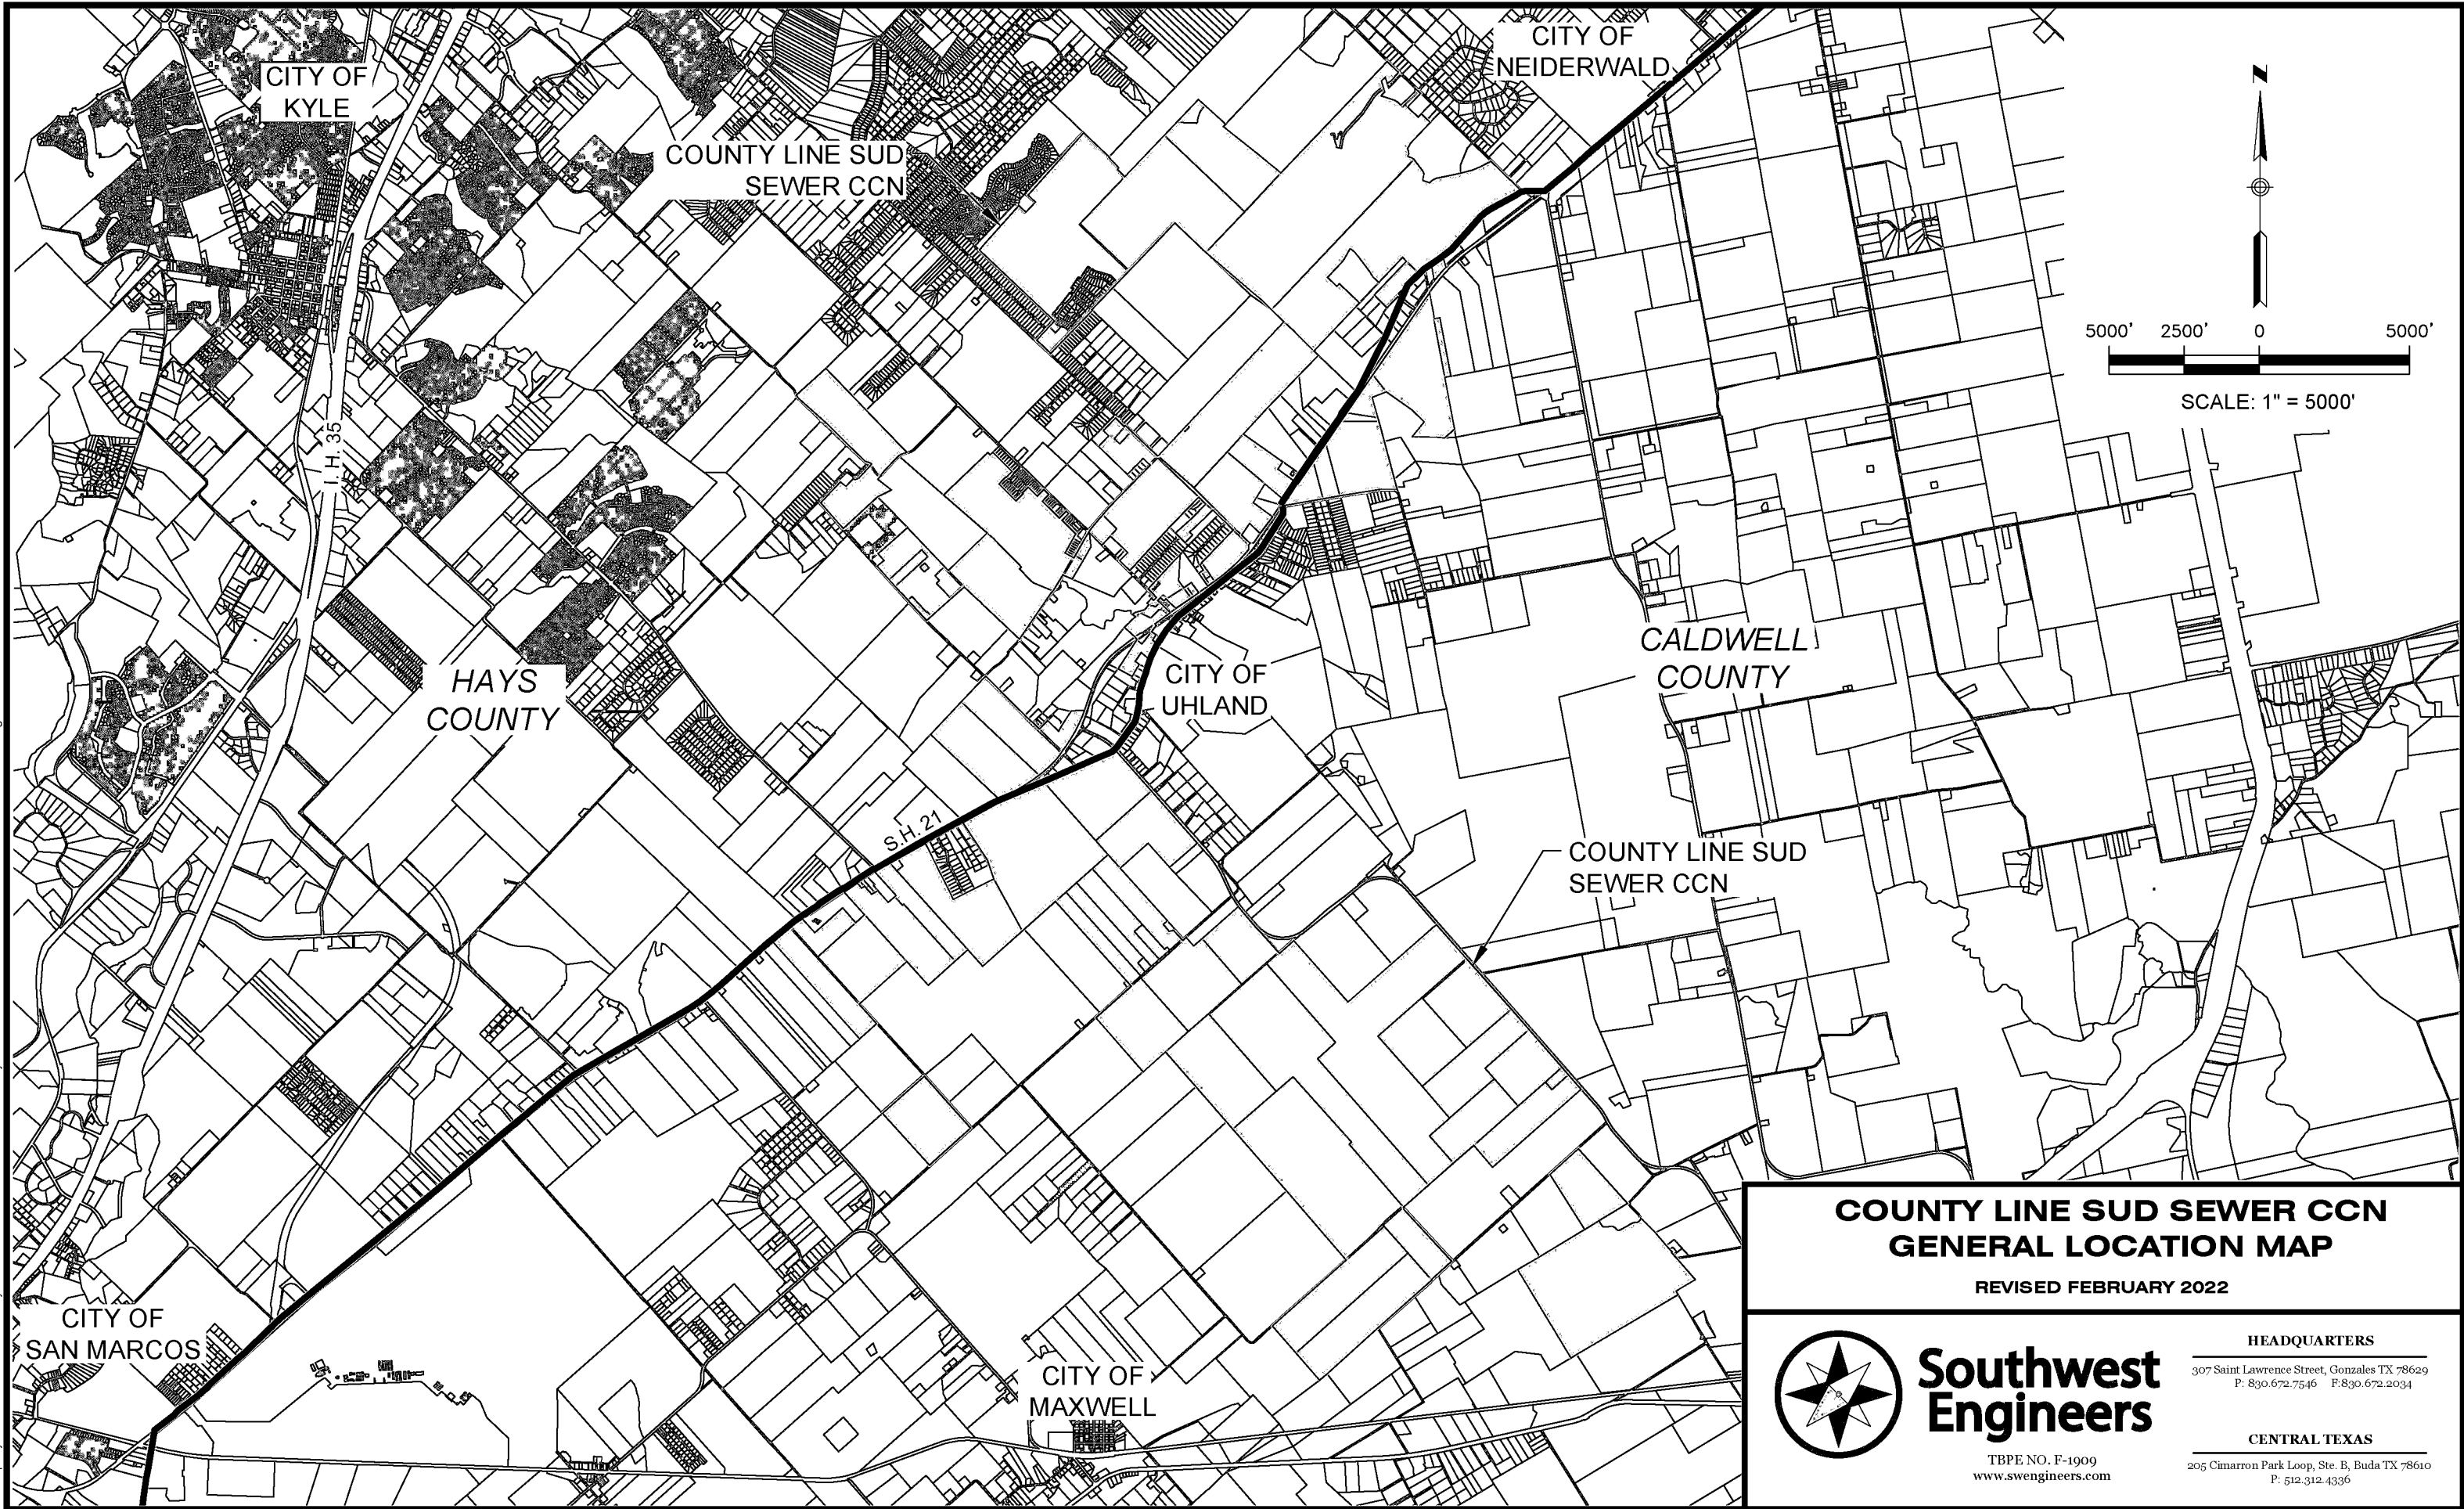 CITY OF
NEIDERWALD
CITY OF
KYLE
COUNTY LINE SUD
SEWER CCN
N
5000' 2500' 0 5000'
SCALE: 1" = 5000'
I.H. 35
HAYS
COUNTY
CITY OF
UHLAND
CALDWELL
COUNTY
S.H. 21
COUNTY LINE SUD
SEWER CCN
CITY OF
SAN MARCOS
CITY OF
MAXWELL
COUNTY LINE SUD SEWER CCN
GENERAL LOCATION MAP
REVISED FEBRUARY 2022
Southwest
Engineers
TBPE NO. F-1909
www.swengineers.com
HEADQUARTERS
307 Saint Lawrence Street, Gonzales TX 78629
P: 830.672.7546 F:830.672.2034
CENTRAL TEXAS
205 Cimarron Park Loop, Ste. B, Buda TX 78610
P: 512.312.4336